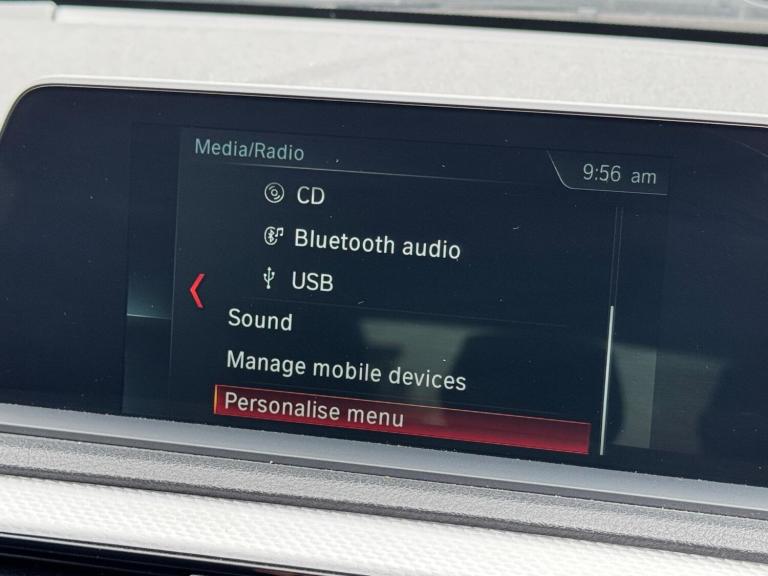 Media/Radio
9:56 am
CD
Bluetooth audio
USB
Sound
Manage mobile devices
Personalise menu